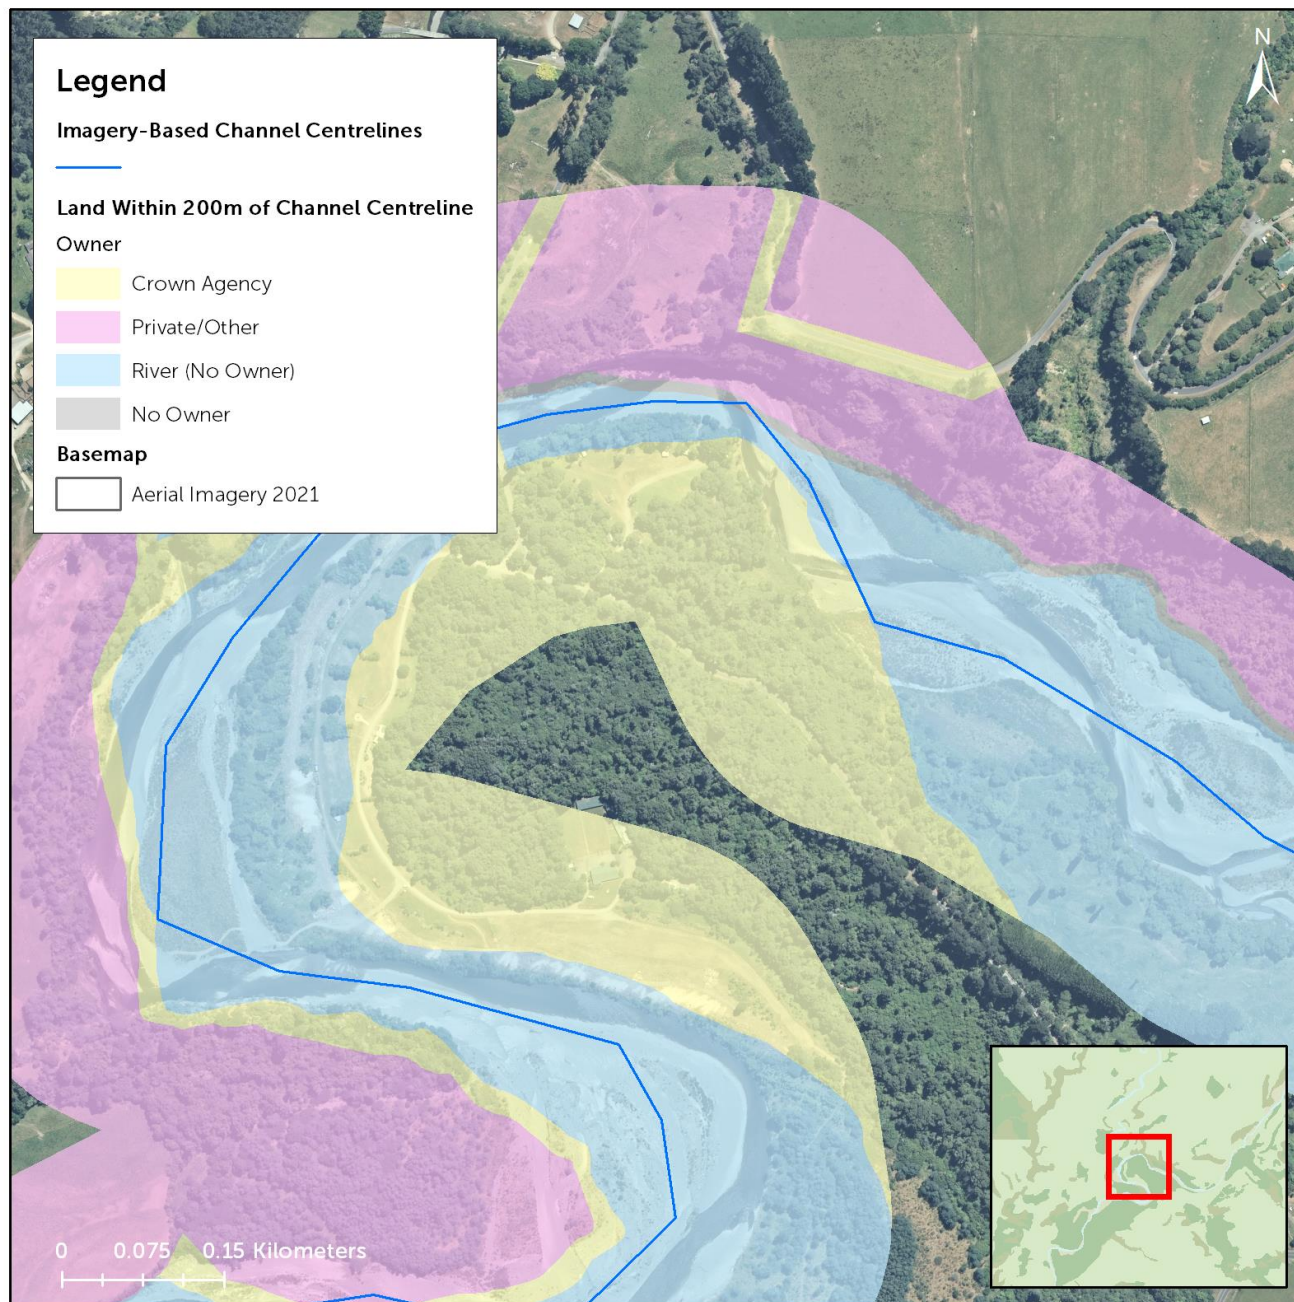 N
Legend
Imagery-Based Channel Centrelines
Land Within 200m of Channel Centreline
Owner
Crown Agency
Private/Other
River (No Owner)
No Owner
Basemap
Aerial Imagery 2021
0 0.075 0.15 Kilometers